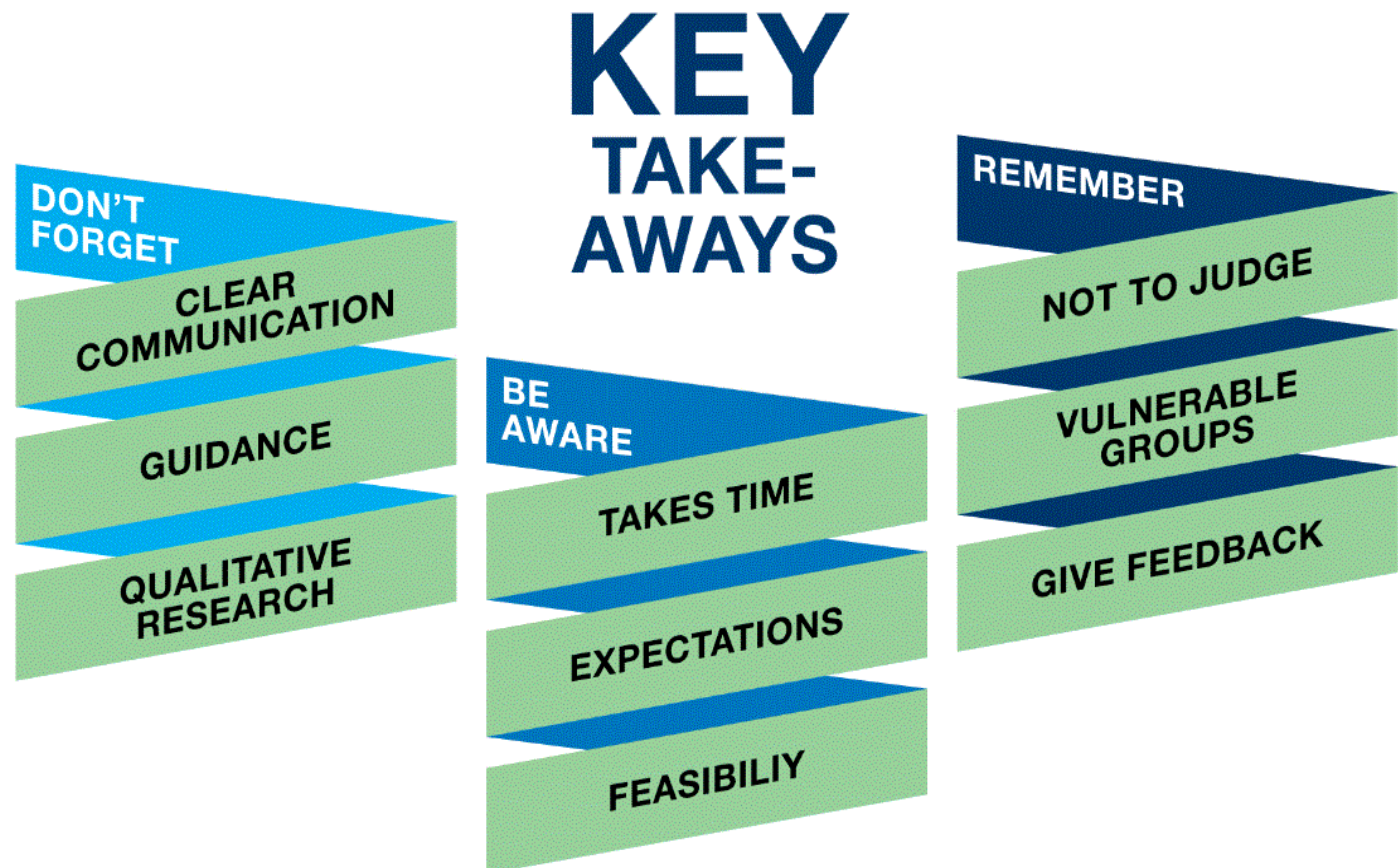 KEY
TAKE-
AWAYS
DON'T
FORGET
CLEAR
COMMUNICATION
GUIDANCE
QUALITATIVE
RESEARCH
BE
AWARE
TAKES TIME
EXPECTATIONS
FEASIBILIY
REMEMBER
NOT TO JUDGE
VULNERABLE
GROUPS
GIVE FEEDBACK